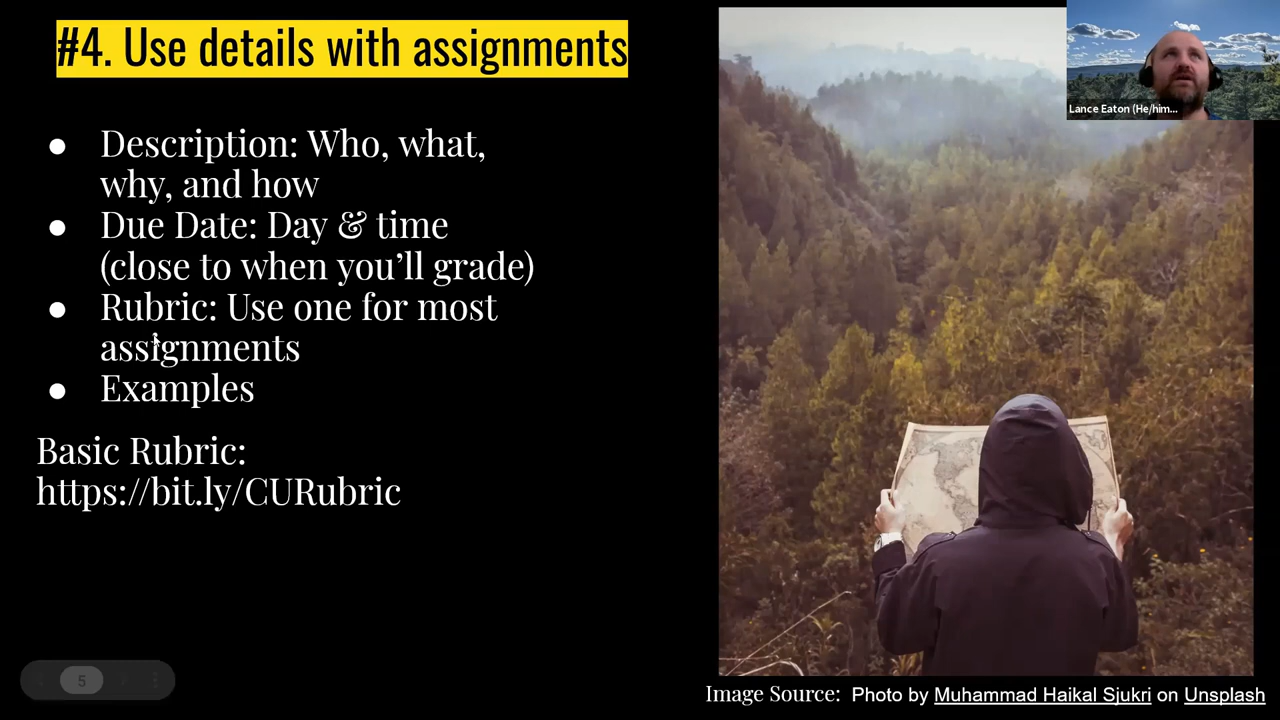 #4. Use details with assignments
Lance Eaton (He/him...
● Description: Who, what,
why, and how
● Due Date: Day & time
(close to when you’ll grade)
● Rubric: Use one for most
assignments
● Examples
Basic Rubric:
https://bit.ly/CURubric
5
Image Source: Photo by Muhammad Haikal Sjukri on Unsplash